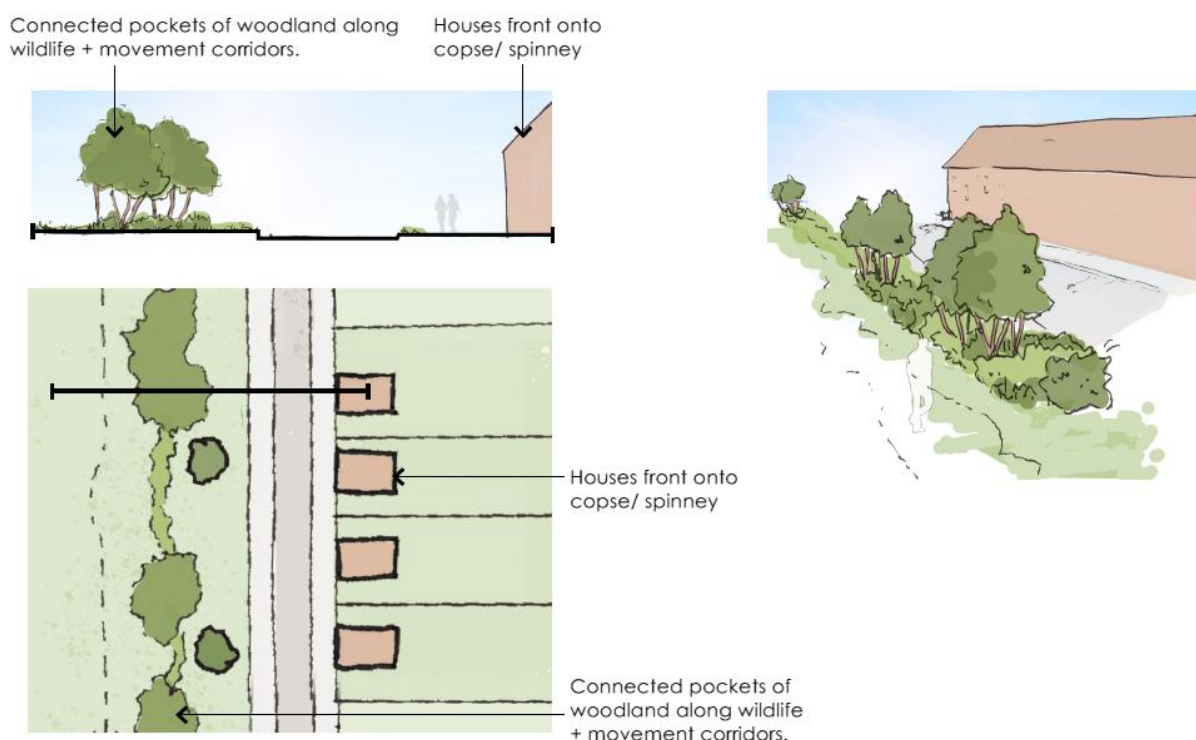 Connected pockets of woodland along
wildlife + movement corridors.
Houses front onto
copse/ spinney
Houses front onto
copse/ spinney
Connected pockets of
woodland along wildlife
+ movement corridors.